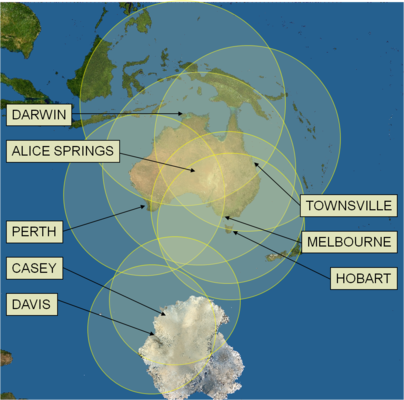 DARWIN
ALICE SPRINGS
TOWNSVILLE
PERTH
MELBOURNE
CASEY
HOBART
DAVIS